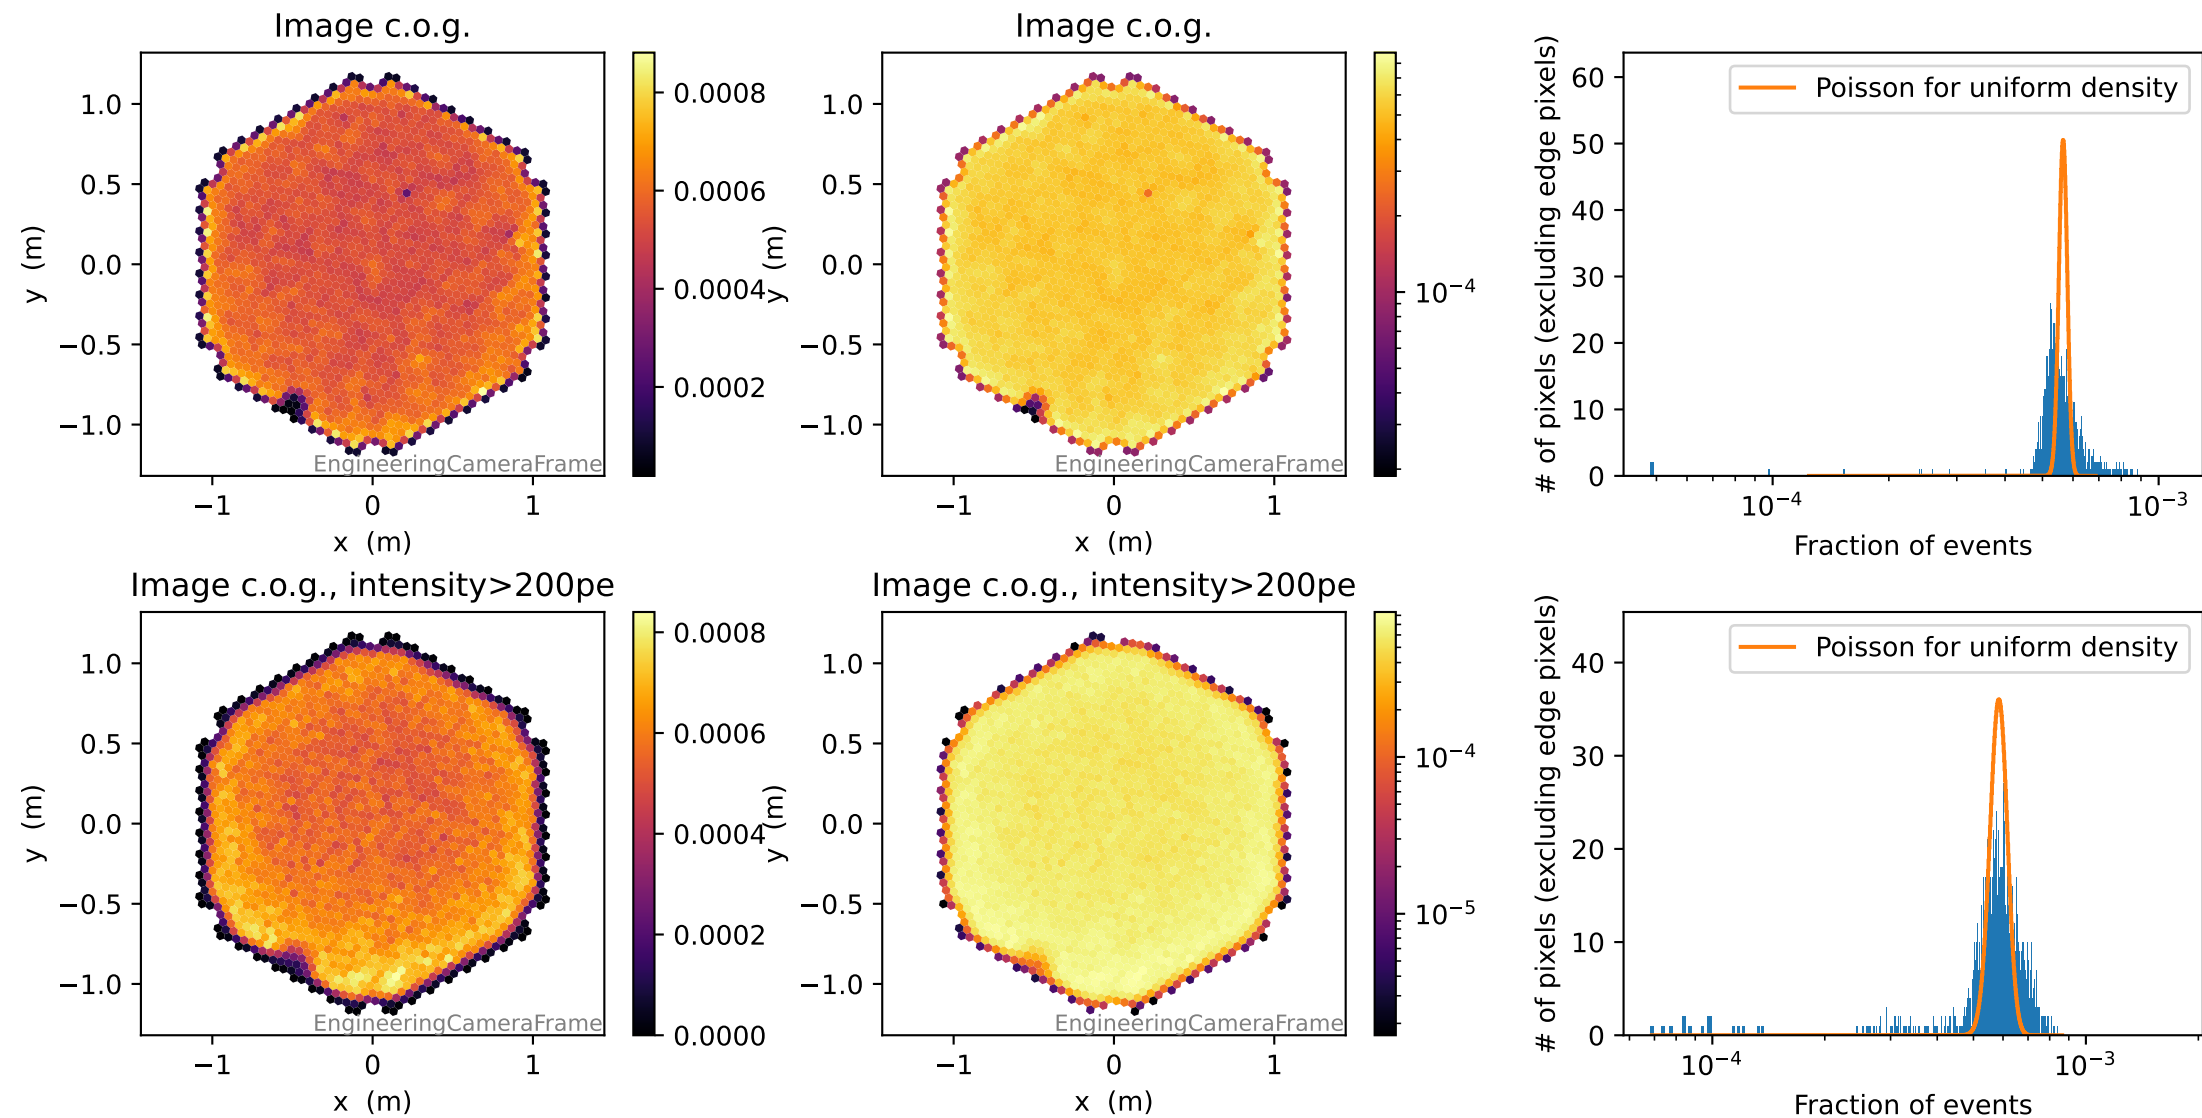 Image c.o.g.
1.0
0.5
0.0
−0.5
−1.0
y (m)
−1
0
1
x (m)
EngineeringCameraFrame
0.0008
0.0006
0.0004
0.0002
Image c.o.g.
1.0
0.5
0.0
−0.5
−1.0
y (m)
−1
0
1
x (m)
EngineeringCameraFrame
10⁻⁴
# of pixels (excluding edge pixels)
60
50
40
30
20
10
0
Poisson for uniform density
10⁻⁴
10⁻³
Fraction of events
Image c.o.g., intensity>200pe
1.0
0.5
0.0
−0.5
−1.0
y (m)
−1
0
1
x (m)
EngineeringCameraFrame
0.0008
0.0006
0.0004
0.0002
0.0000
Image c.o.g., intensity>200pe
1.0
0.5
0.0
−0.5
−1.0
y (m)
−1
0
1
x (m)
EngineeringCameraFrame
10⁻⁴
10⁻⁵
# of pixels (excluding edge pixels)
40
30
20
10
0
Poisson for uniform density
10⁻⁴
10⁻³
Fraction of events